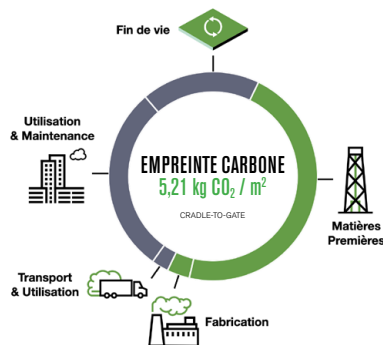 Fin de vie
Utilisation
& Maintenance
EMPREINTE CARBONE
5,21 kg CO₂ / m²
CRADLE-TO-GATE
Matières
Premières
Transport
& Utilisation
Fabrication